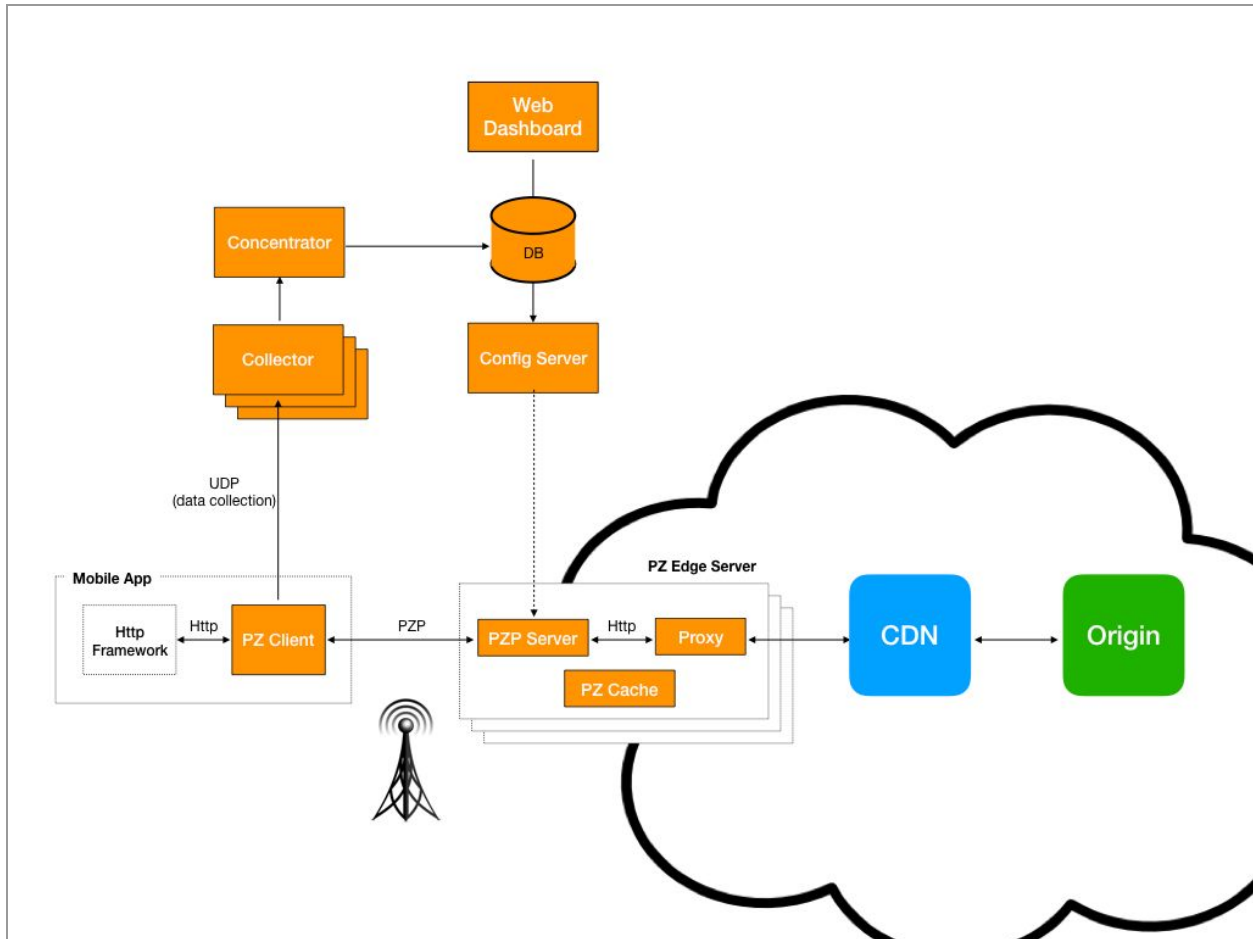 Web
Dashboard
Concentrator
DB
Collector
Config Server
UDP
(data collection)
Mobile App
PZ Edge Server
Http
Framework
Http
PZ Client
PZP
PZP Server
Http
Proxy
PZ Cache
CDN
Origin